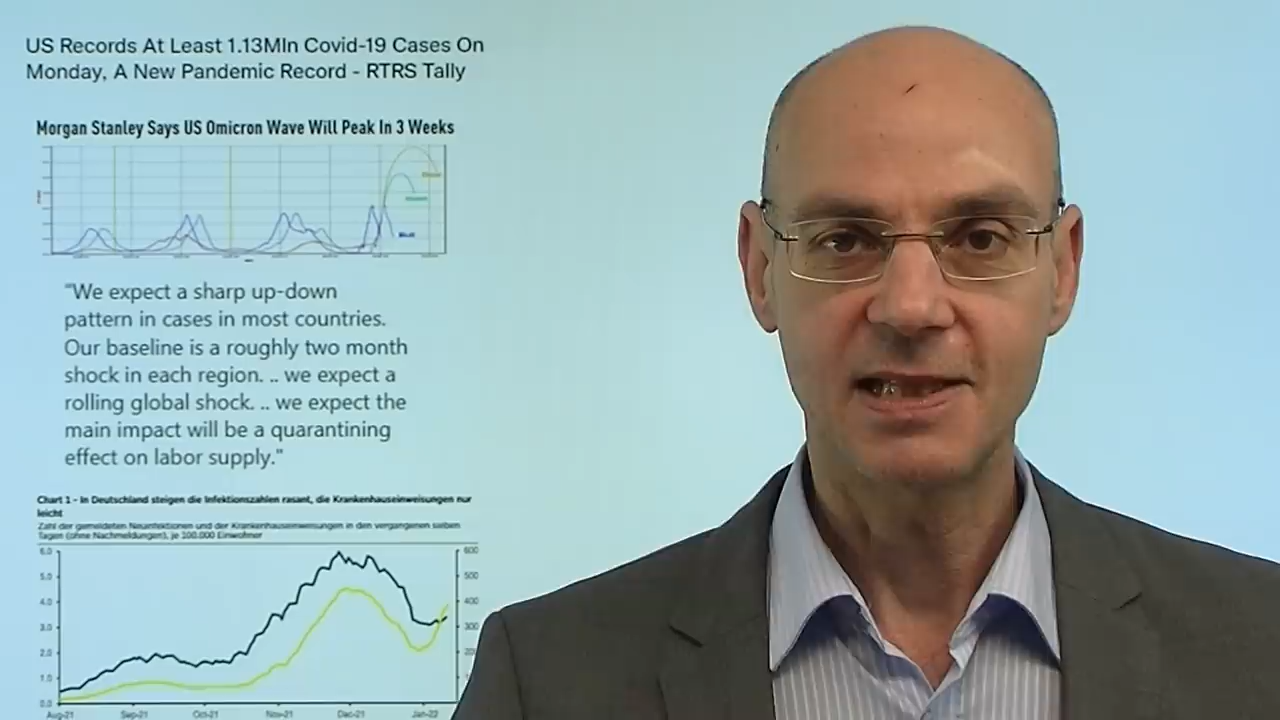 US Records At Least 1.13Mln Covid-19 Cases On
Monday, A New Pandemic Record - RTRS Tally
Morgan Stanley Says US Omicron Wave Will Peak In 3 Weeks
"We expect a sharp up-down
pattern in cases in most countries.
Our baseline is a roughly two month
shock in each region. .. we expect a
rolling global shock. .. we expect the
main impact will be a quarantining
effect on labor supply."
Chart 1 - In Deutschland steigen die Infektionszahlen rasant, die Krankenhauseinweisungen nur
leicht
Zahl der gemeldeten Neuinfektionen und der Krankenhauseinweisungen in den vergangenen sieben
Tagen (ohne Nachmeldungen), je 100.000 Einwohner
6,0 600
5,0 500
4,0 400
3,0 300
2,0
1,0
0,0
Aug-21 Sep-21 Oct-21 Nov-21 Dec-21 Jan-22